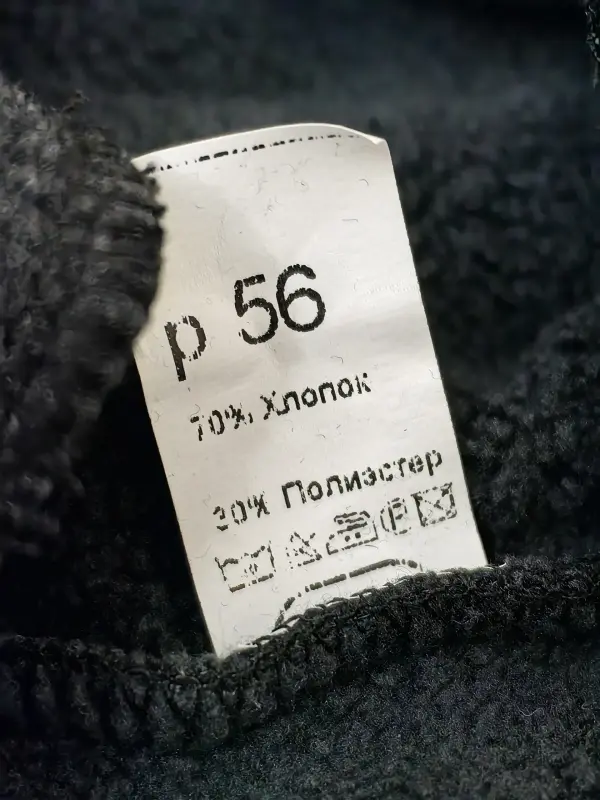 р 56
70% Хлопок
30% Полиэстер